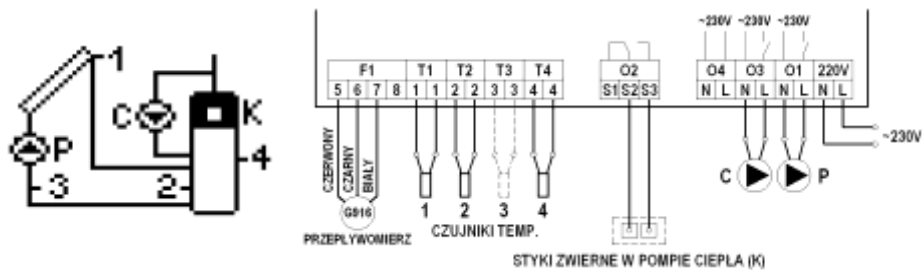 1
C
K
P
4
3
2
~230V ~230V ~230V
F1 T1 T2 T3 T4 O2 O4 O3 O1 220V
5 6 7 8 1 1 2 2 3 3 4 4 S1 S2 S3 N L N L N L N L
CZERWONY
CZARNY
BIAŁY
~230V
G916
C P
1 2 3 4
PRZEPŁYWOMIERZ CZUJNIKI TEMP.
STYKI ZWIERNE W POMPIE CIEPŁA (K)